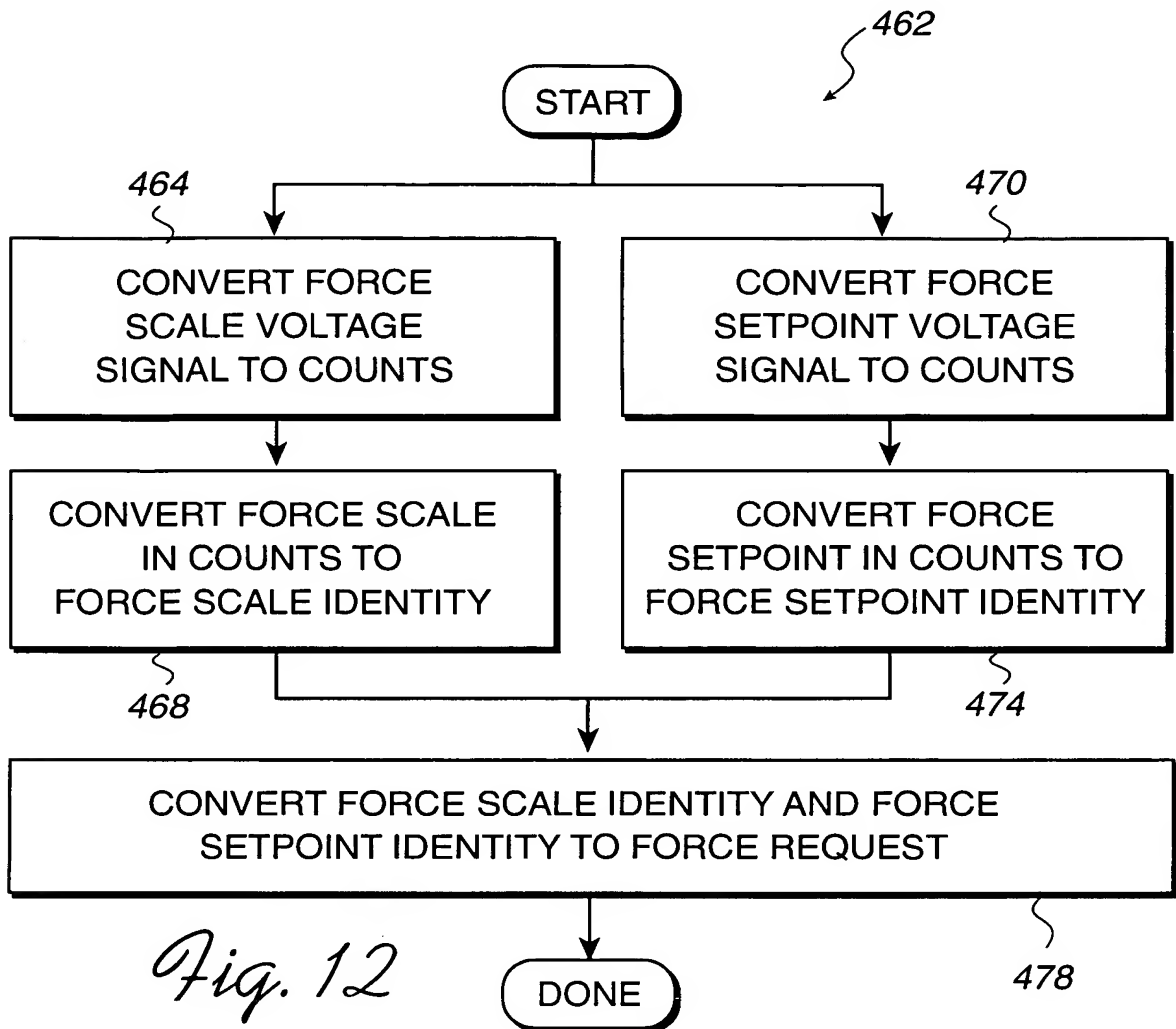 462
START
464
470
CONVERT FORCE
SCALE VOLTAGE
SIGNAL TO COUNTS
CONVERT FORCE
SETPOINT VOLTAGE
SIGNAL TO COUNTS
CONVERT FORCE SCALE
IN COUNTS TO
FORCE SCALE IDENTITY
CONVERT FORCE
SETPOINT IN COUNTS TO
FORCE SETPOINT IDENTITY
468
474
CONVERT FORCE SCALE IDENTITY AND FORCE
SETPOINT IDENTITY TO FORCE REQUEST
478
Fig. 12
DONE